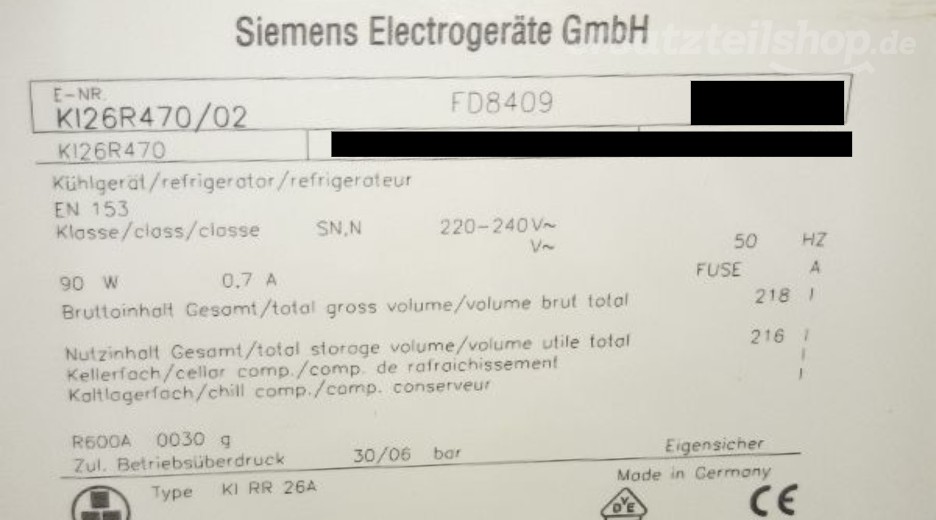 Siemens Electrogeräte GmbH
ersatzteilshop.de
E-NR.
KI26R470/02 FD8409
KI26R470
Kühlgerät/refrigerator/refrigerateur
EN 153
Klasse/class/classe SN,N 220-240V~
V~
50 HZ
90 W 0.7 A FUSE A
Bruttoinhalt Gesamt/total gross volume/volume brut total 218 l
Nutzinhalt Gesamt/total storage volume/volume utile total 216 l
Kellerfach/cellar comp./comp. de rafraichissement l
Kaltlagerfach/chill comp./comp. conserveur l
R600A 0030 g
Zul. Betriebsüberdruck 30/06 bar Eigensicher
Type KI RR 26A Made in Germany
DVE CE